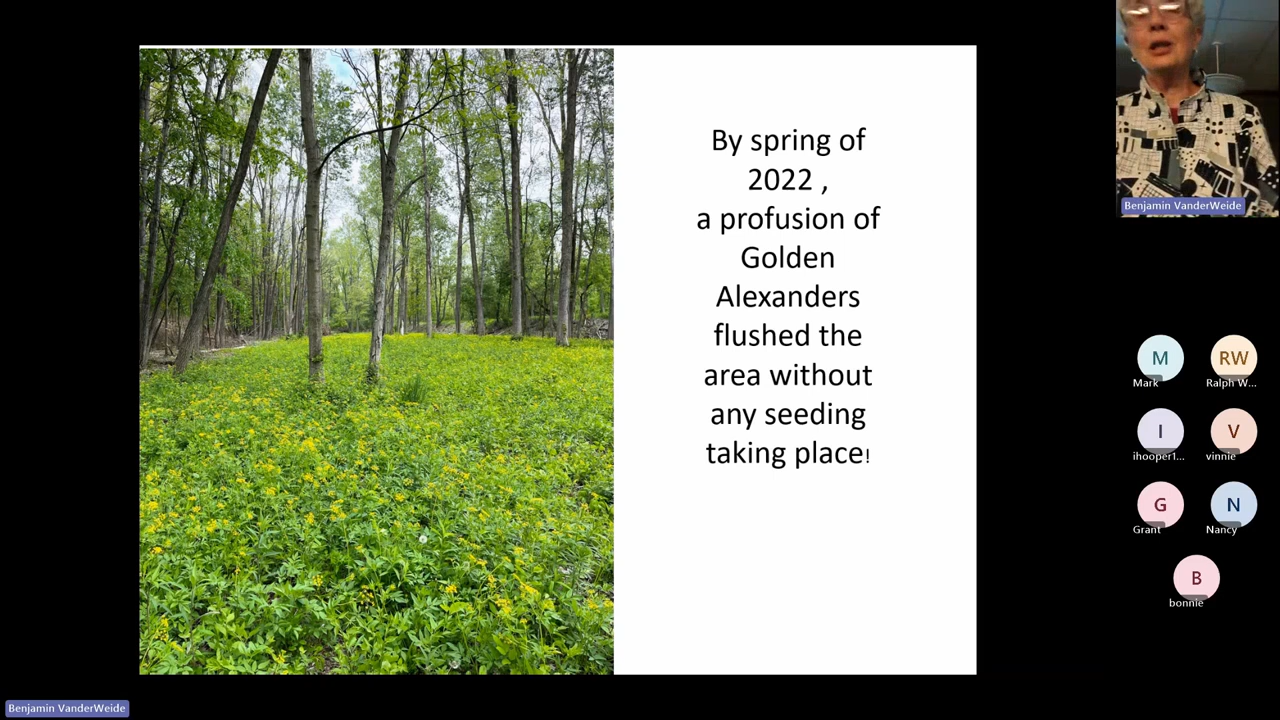 By spring of
2022 ,
a profusion of
Golden
Alexanders
flushed the
area without
any seeding
taking place!
Benjamin VanderWeide
M
Mark
RW
Ralph W...
I
ihooper1...
V
vinnie
G
Grant
N
Nancy
B
bonnie
Benjamin VanderWeide